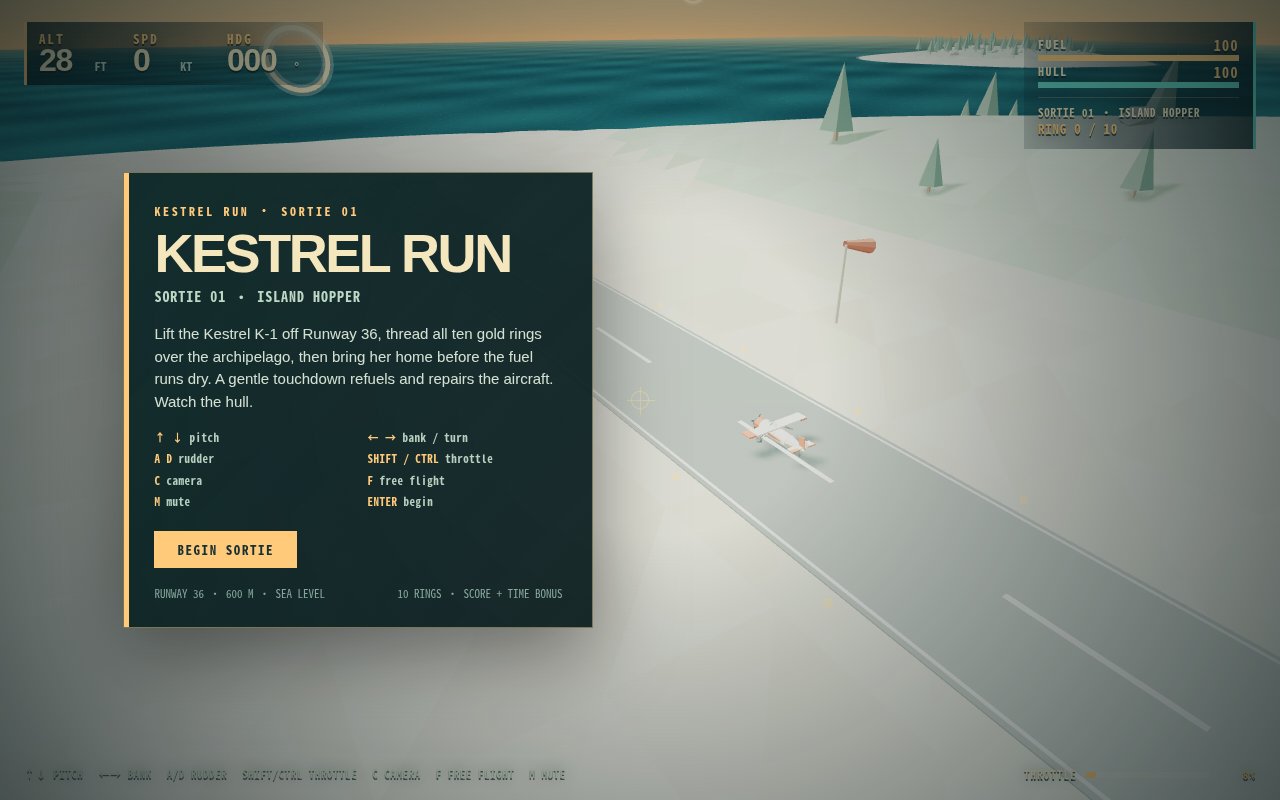 ALT SPD HDG
28 FT 0 KT 000 °
FUEL 100
HULL 100
SORTIE 01 • ISLAND HOPPER
RING 0 / 10
KESTREL RUN • SORTIE 01
KESTREL RUN
SORTIE 01 • ISLAND HOPPER
Lift the Kestrel K-1 off Runway 36, thread all ten gold rings
over the archipelago, then bring her home before the fuel
runs dry. A gentle touchdown refuels and repairs the aircraft.
Watch the hull.
↑ ↓ pitch ← → bank / turn
A D rudder SHIFT / CTRL throttle
C camera F free flight
M mute ENTER begin
BEGIN SORTIE
RUNWAY 36 • 600 M • SEA LEVEL 10 RINGS • SCORE + TIME BONUS
↑ ↓ PITCH ←→ BANK A/D RUDDER SHIFT/CTRL THROTTLE C CAMERA F FREE FLIGHT M MUTE
THROTTLE 8%